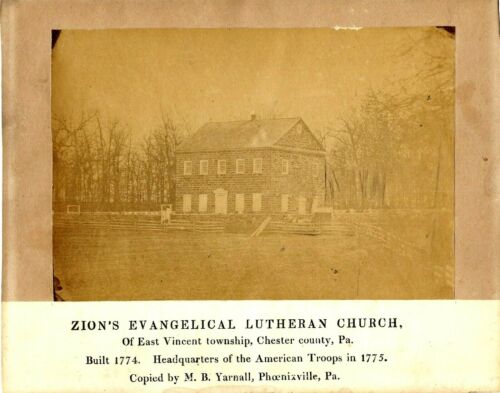 ZION'S EVANGELICAL LUTHERAN CHURCH,
Of East Vincent township, Chester county, Pa.
Built 1774. Headquarters of the American Troops in 1775.
Copied by M. B. Yarnall, Phœnixville, Pa.